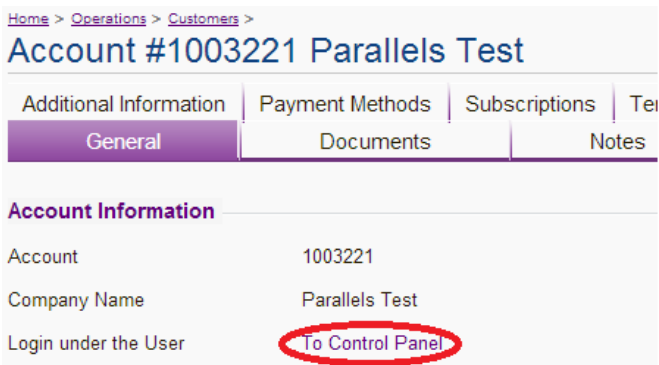 Home > Operations > Customers >
Account #1003221 Parallels Test
Additional Information Payment Methods Subscriptions
General Documents Notes
Account Information
Account 1003221
Company Name Parallels Test
Login under the User To Control Panel